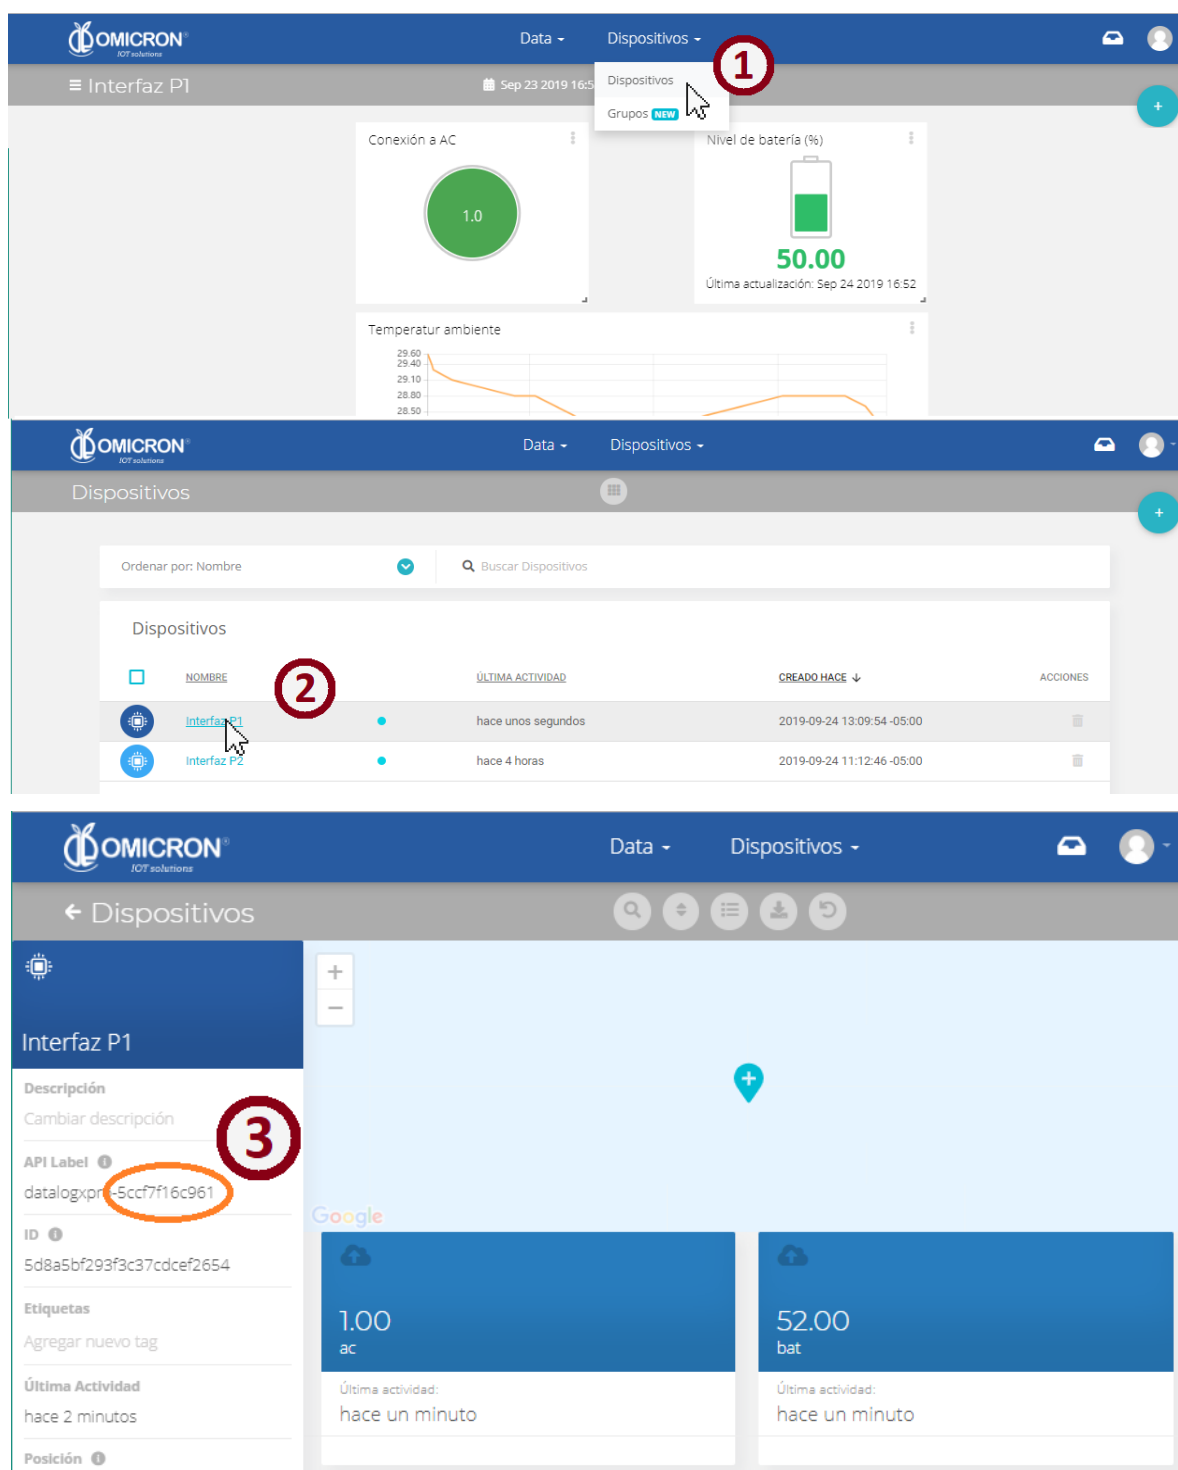 OMICRON®
IOT solutions
Data
Dispositivos
1
Interfaz P1
Sep 23 2019 16:5
Dispositivos
Grupos NEW
+
Conexión a AC
1.0
Nivel de batería (%)
50.00
Última actualización: Sep 24 2019 16:52
Temperatur ambiente
29.60
29.40
29.10
28.80
28.50
OMICRON®
IOT solutions
Data
Dispositivos
Dispositivos
+
Ordenar por: Nombre
Buscar Dispositivos
Dispositivos
2
NOMBRE
ÚLTIMA ACTIVIDAD
CREADO HACE
ACCIONES
Interfaz P1
hace unos segundos
2019-09-24 13:09:54 -05:00
Interfaz P2
hace 4 horas
2019-09-24 11:12:46 -05:00
OMICRON®
IOT solutions
Data
Dispositivos
Dispositivos
Interfaz P1
+
−
Descripción
Cambiar descripción
3
API Label
datalogxpro-5ccf7f16c961
ID
5d8a5bf293f3c37cdcef2654
Etiquetas
Agregar nuevo tag
Última Actividad
hace 2 minutos
Posición
Google
1.00
ac
Última actividad:
hace un minuto
52.00
bat
Última actividad:
hace un minuto